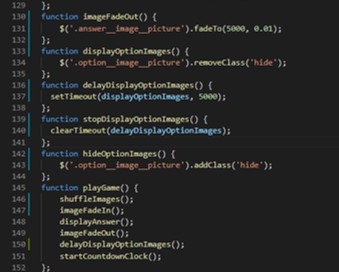 129 };
130 function imageFadeOut() {
131 $('.answer__image__picture').fadeTo(5000, 0.01);
132 };
133 function displayOptionImages() {
134 $('.option__image__picture').removeClass('hide');
135 };
136 function delayDisplayOptionImages() {
137 setTimeout(displayOptionImages, 5000);
138 };
139 function stopDisplayOptionImages() {
140 clearTimeout(delayDisplayOptionImages);
141 };
142 function hideOptionImages() {
143 $('.option__image__picture').addClass('hide');
144 };
145 function playGame() {
146 shuffleImages();
147 imageFadeIn();
148 displayAnswer();
149 imageFadeOut();
150 delayDisplayOptionImages();
151 startCountdownClock();
152 };